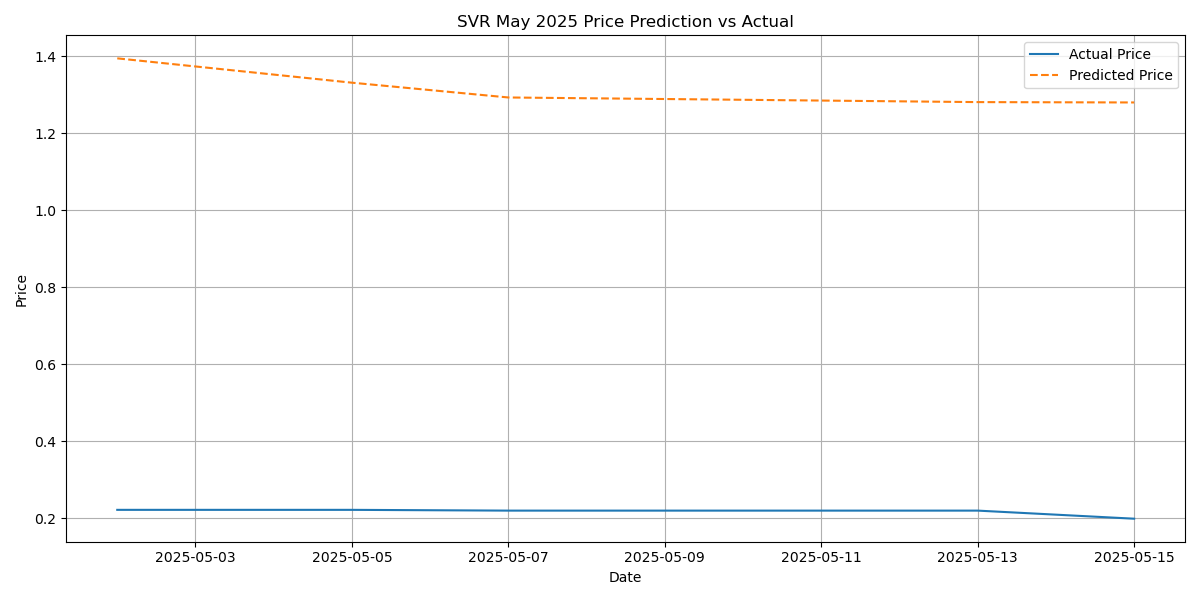 SVR May 2025 Price Prediction vs Actual
Actual Price
Predicted Price
1.4
1.2
1.0
0.8
0.6
0.4
0.2
Price
2025-05-03 2025-05-05 2025-05-07 2025-05-09 2025-05-11 2025-05-13 2025-05-15
Date